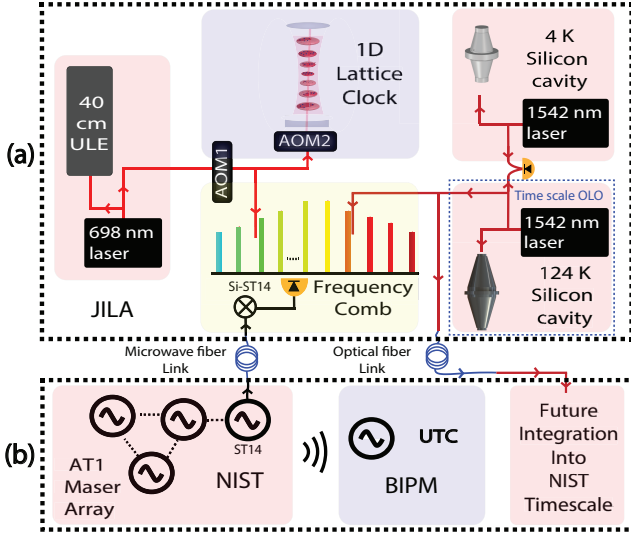 (a)
40
cm
ULE
698 nm
laser
JILA
1D
Lattice
Clock
AOM1
AOM2
4 K
Silicon
cavity
1542 nm
laser
Time scale OLO
1542 nm
laser
124 K
Silicon
cavity
Si-ST14
Frequency
Comb
Microwave fiber
Link
Optical fiber
Link
(b)
AT1
Maser
Array
ST14
NIST
UTC
BIPM
Future
Integration
Into
NIST
Timescale